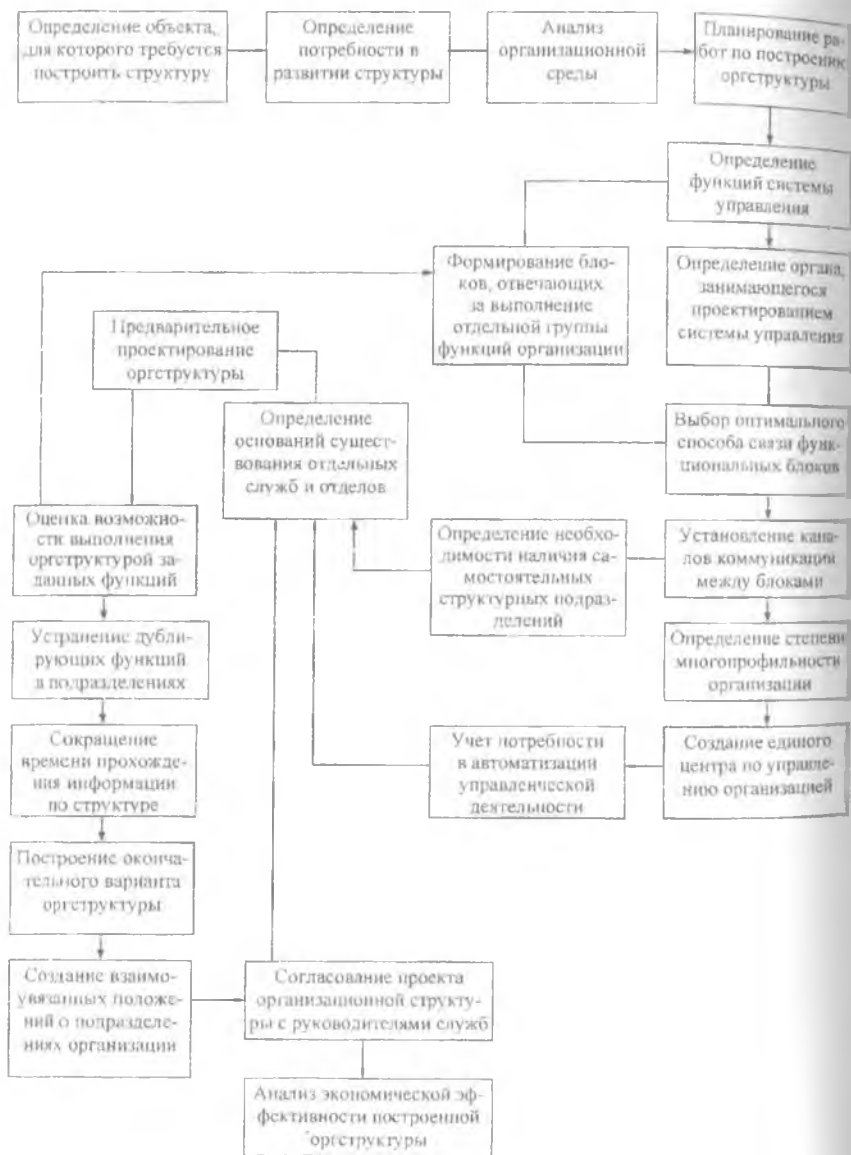 Определение объекта,
для которого требуется
построить структуру
Определение
потребности в
развитии структуры
Анализ
организационной
среды
Планирование ра-
бот по построению
оргструктуры
Определение
функций системы
управления
Формирование бло-
ков, отвечающих
за выполнение
отдельной группы
функций организации
Определение органа,
занимающегося
проектированием
системы управления
Предварительное
проектирование
оргструктуры
Определение
оснований сущест-
вования отдельных
служб и отделов
Выбор оптимального
способа связи функ-
циональных блоков
Оценка возможно-
сти выполнения
оргструктурой за-
данных функций
Определение необхо-
димости наличия са-
мостоятельных
структурных подразде-
лений
Установление кана-
лов коммуникации
между блоками
Устранение дубли-
рующих функций
в подразделениях
Определение степени
многопрофильности
организации
Сокращение
времени прохожде-
ния информации
по структуре
Учет потребности
в автоматизации
управленческой
деятельности
Создание единого
центра по управле-
нию организацией
Построение оконча-
тельного варианта
оргструктуры
Создание взаимо-
увязанных положе-
ний о подразделе-
ниях организации
Согласование проекта
организационной структу-
ры с руководителями служб
Анализ экономической эф-
фективности построенной
оргструктуры